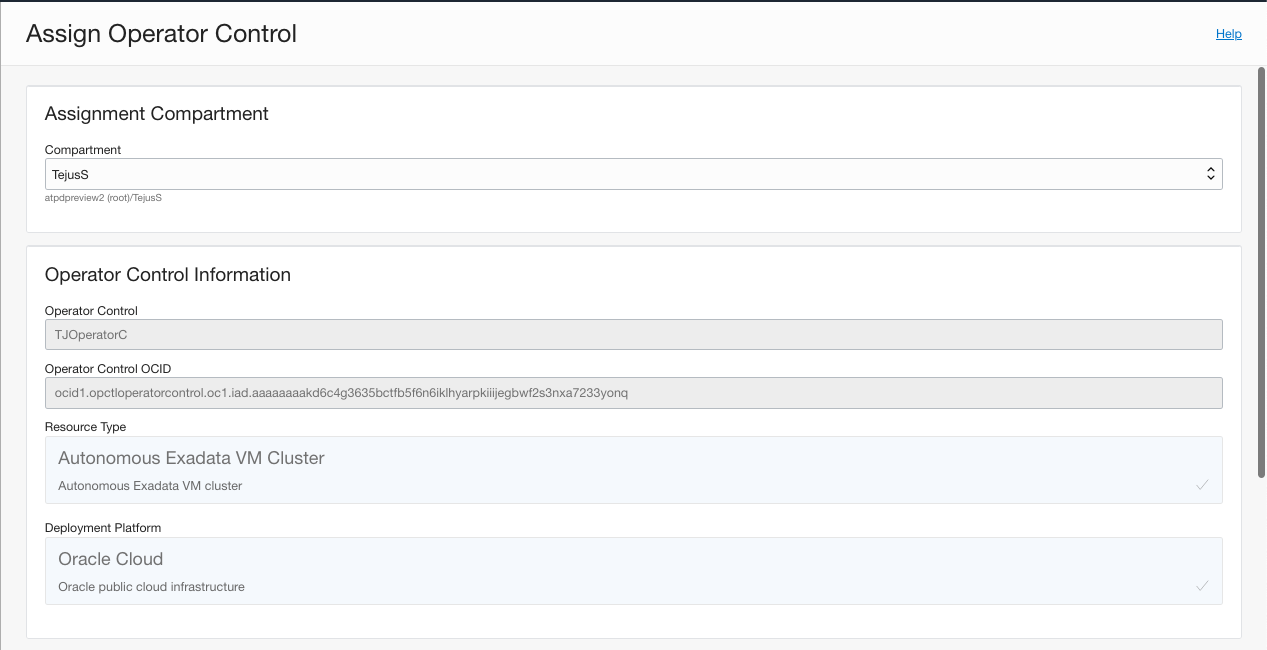 Assign Operator Control
Help
Assignment Compartment
Compartment
TejusS
atpdpreview2 (root)/TejusS
Operator Control Information
Operator Control
TJOperatorC
Operator Control OCID
ocid1.opctloperatorcontrol.oc1.iad.aaaaaaaakd6c4g3635bctfb5f6n6iklhyarpkiiijegbwf2s3nxa7233yonq
Resource Type
Autonomous Exadata VM Cluster
Autonomous Exadata VM cluster
Deployment Platform
Oracle Cloud
Oracle public cloud infrastructure